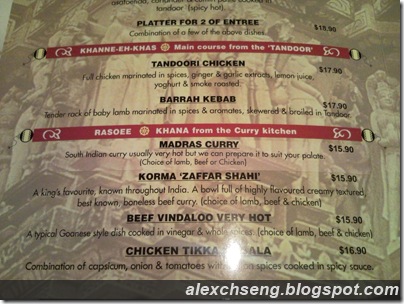 tandoor (spicy hot).
PLATTER FOR 2 OF ENTREE
$18.90
Combination of a few of the above dishes
KHANNE-EH-KHAS Main course from the 'TANDOOR'
TANDOORI CHICKEN
$17.90
Full chicken marinated in spices, ginger & garlic extracts, lemon juice,
yoghurt & smoke roasted.
BARRAH KEBAB
$17.90
Tender rack of baby lamb marinated in spices & aromates, skewered & broiled in Tandoor
RASOEE KHANA from the Curry kitchen
MADRAS CURRY
$15.90
South Indian curry usually very hot but we can prepare it to suit your palate.
(Choice of lamb, Beef or Chicken)
KORMA 'ZAFFAR SHAHI'
$15.90
A king's favourite, known throughout India. A bowl full of highly flavoured creamy textured,
best known, boneless beef curry. (choice of lamb, beef & chicken)
BEEF VINDALOO VERY HOT
$15.90
A typical Goanese style dish cooked in vinegar & whole spices. (choice of lamb, beef & chicken)
CHICKEN TIKKA MASALA
$16.90
Combination of capsicum, onion & tomatoes with spices cooked in spicy sauce.
alexchseng.blogspot.com